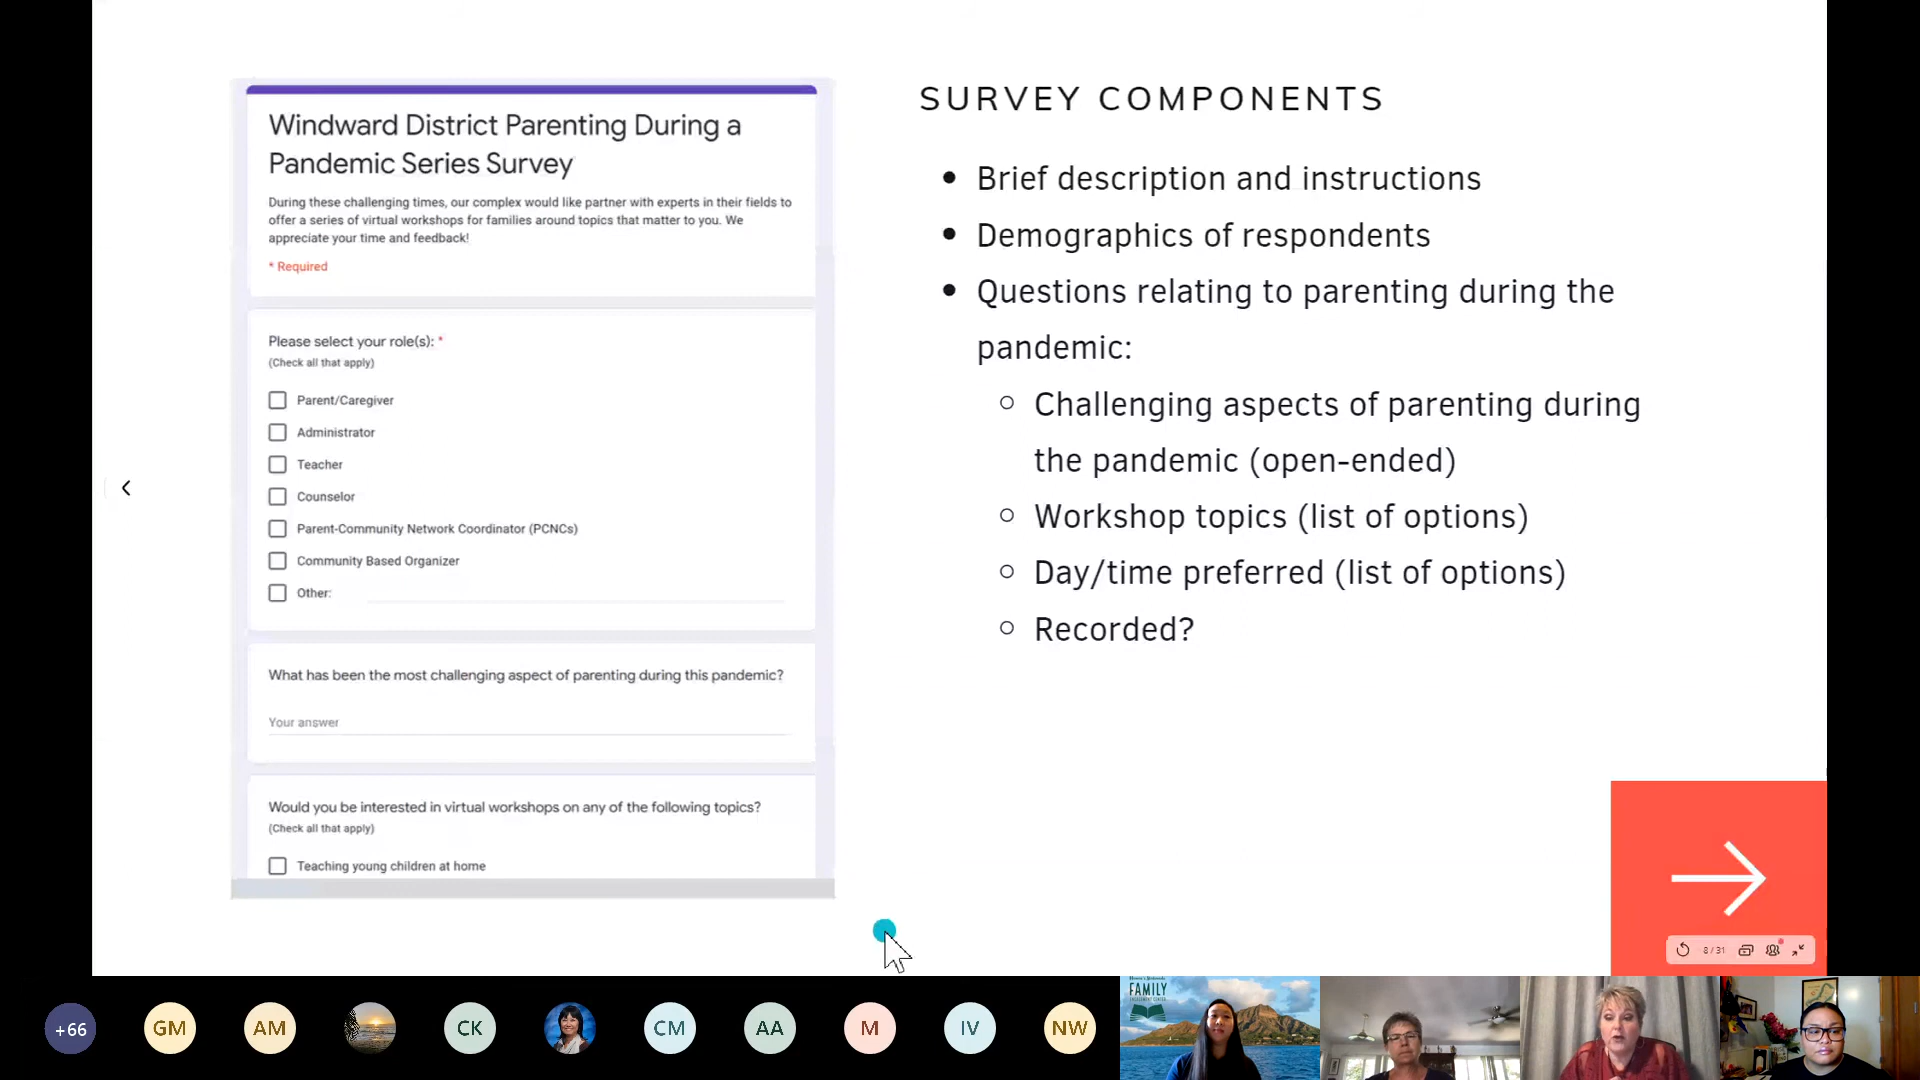 Windward District Parenting During a
Pandemic Series Survey
During these challenging times, our complex would like partner with experts in their fields to
offer a series of virtual workshops for families around topics that matter to you. We
appreciate your time and feedback!
* Required
Please select your role(s): *
(Check all that apply)
Parent/Caregiver
Administrator
Teacher
Counselor
Parent-Community Network Coordinator (PCNCs)
Community Based Organizer
Other:
What has been the most challenging aspect of parenting during this pandemic?
Your answer
Would you be interested in virtual workshops on any of the following topics?
(Check all that apply)
Teaching young children at home
SURVEY COMPONENTS
• Brief description and instructions
• Demographics of respondents
• Questions relating to parenting during the
pandemic:
○ Challenging aspects of parenting during
the pandemic (open-ended)
○ Workshop topics (list of options)
○ Day/time preferred (list of options)
○ Recorded?
8 / 31
+66
GM
AM
CK
CM
AA
M
IV
NW
FAMILY